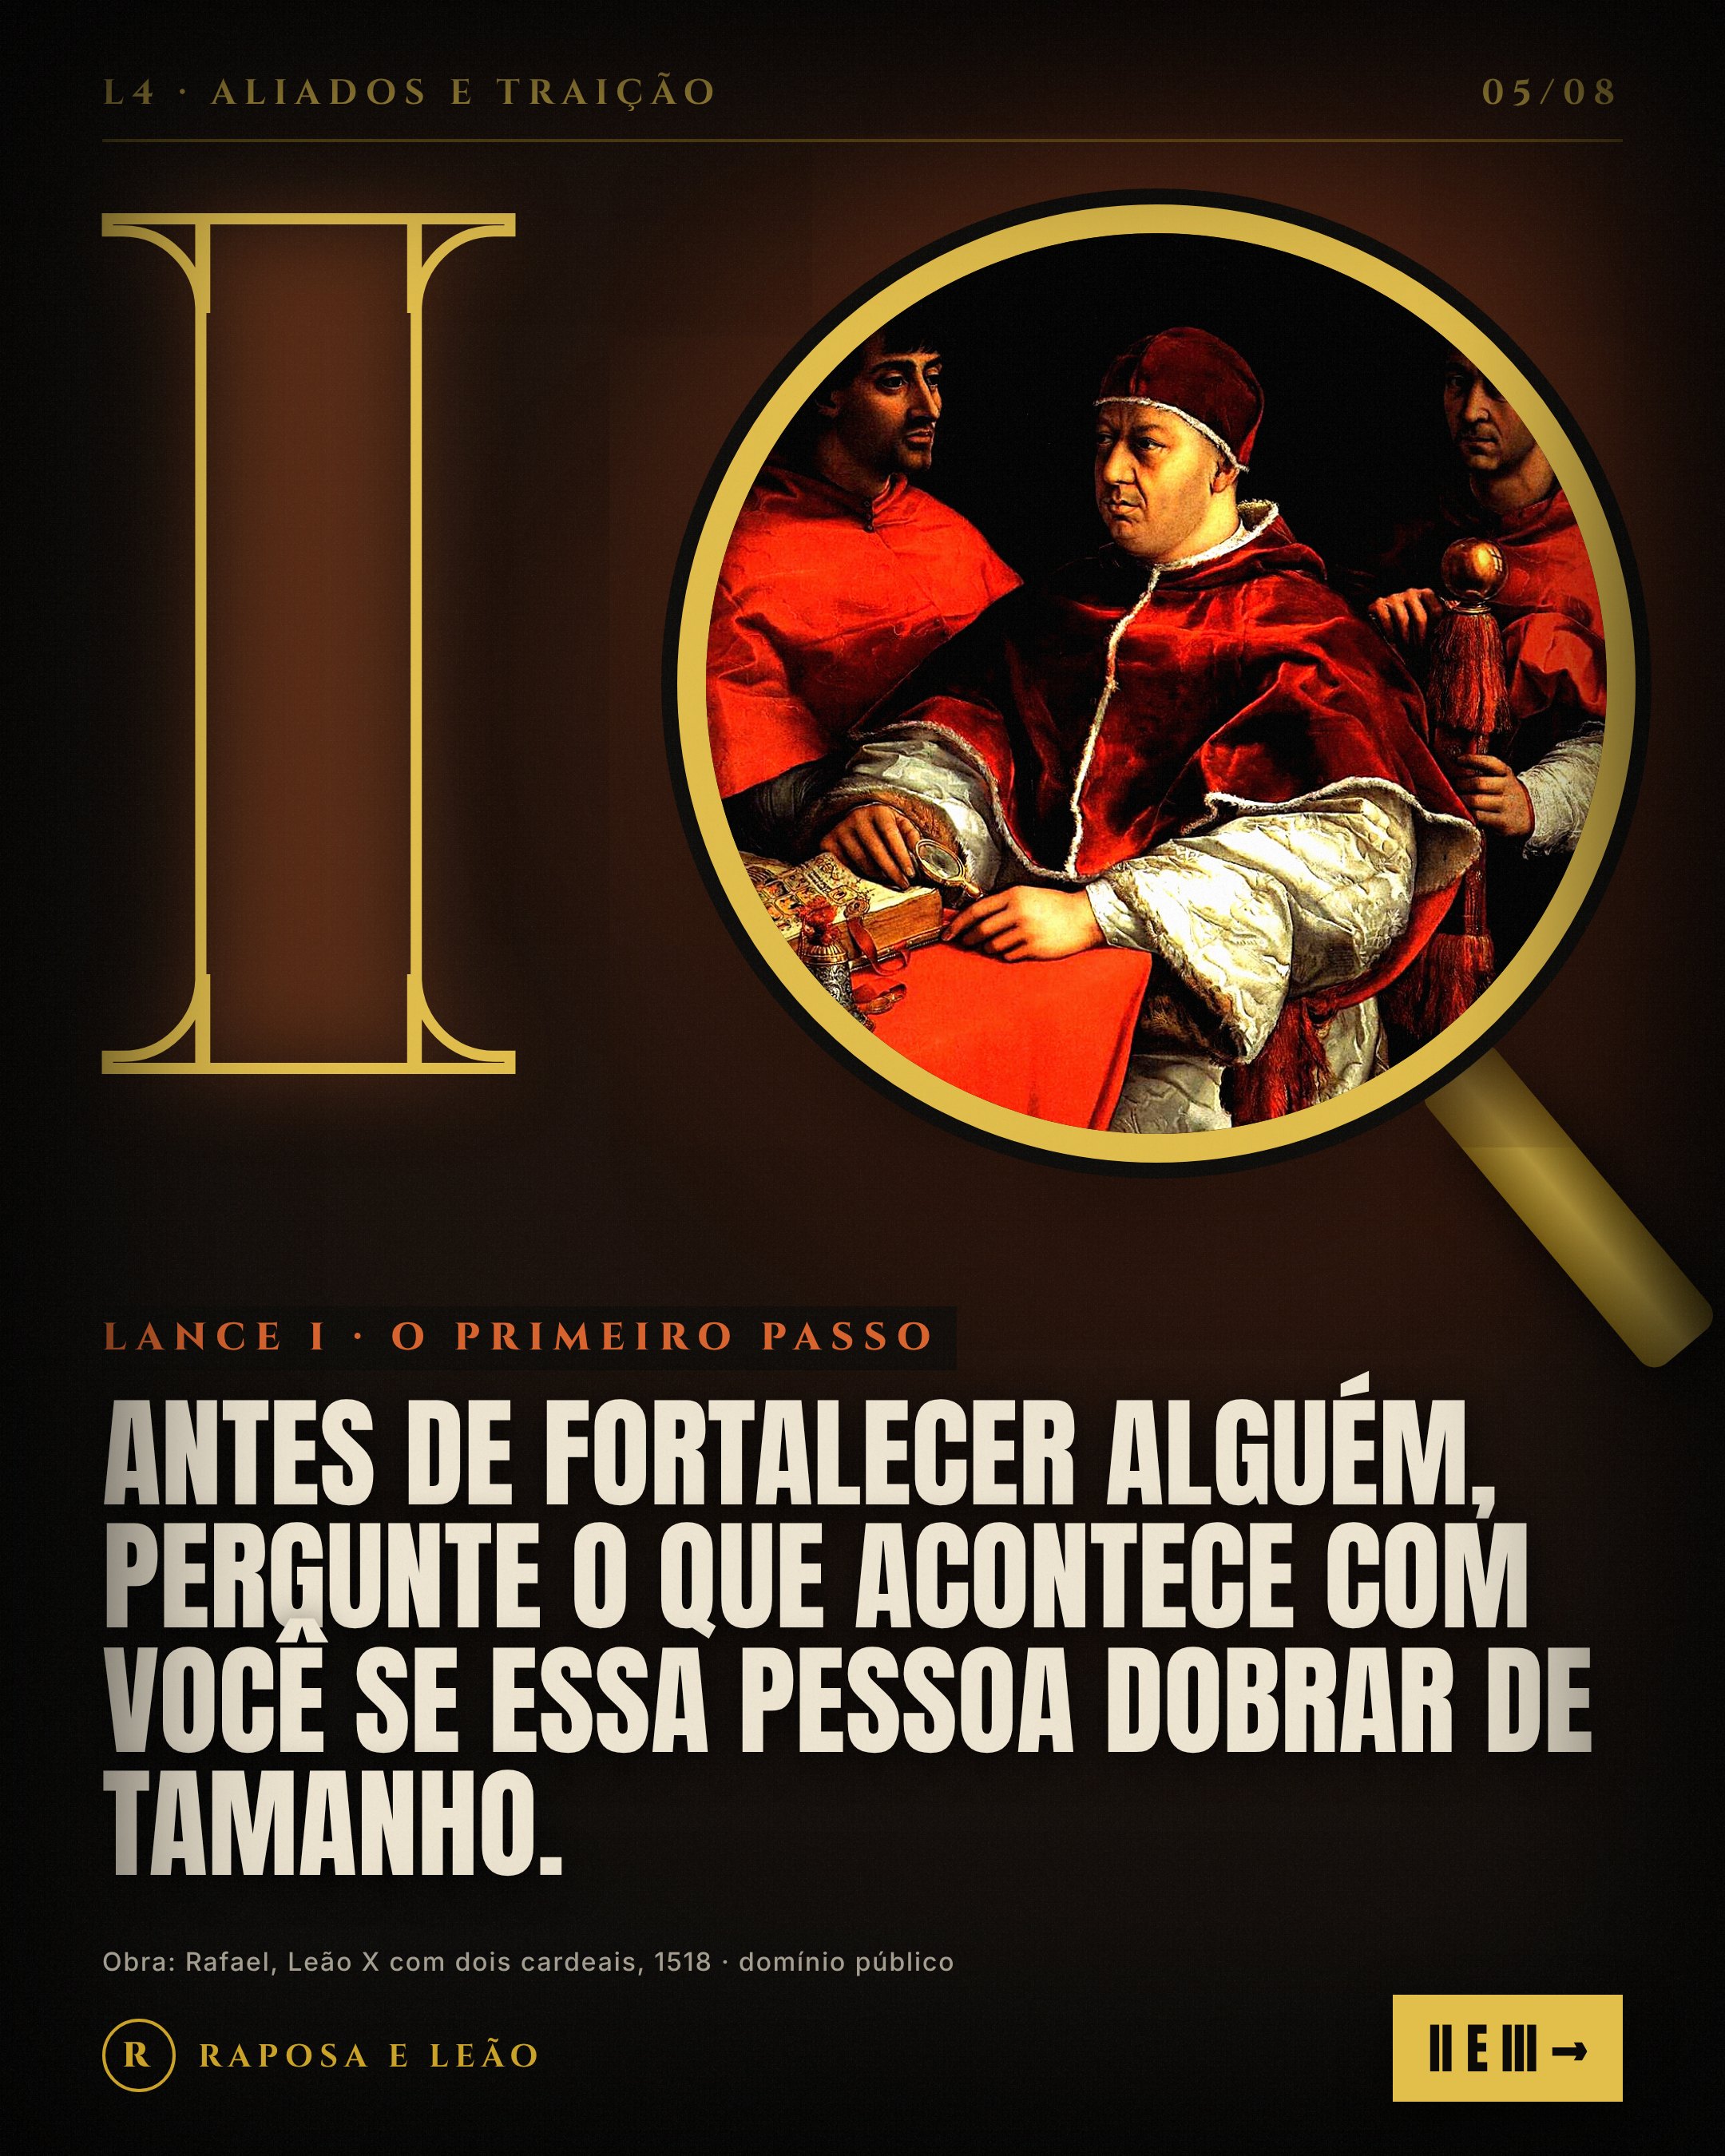 L4 · ALIADOS E TRAIÇÃO
05/08
I
LANCE I · O PRIMEIRO PASSO
ANTES DE FORTALECER ALGUÉM,
PERGUNTE O QUE ACONTECE COM
VOCÊ SE ESSA PESSOA DOBRAR DE
TAMANHO.
Obra: Rafael, Leão X com dois cardeais, 1518 · domínio público
R RAPOSA E LEÃO
II E III →